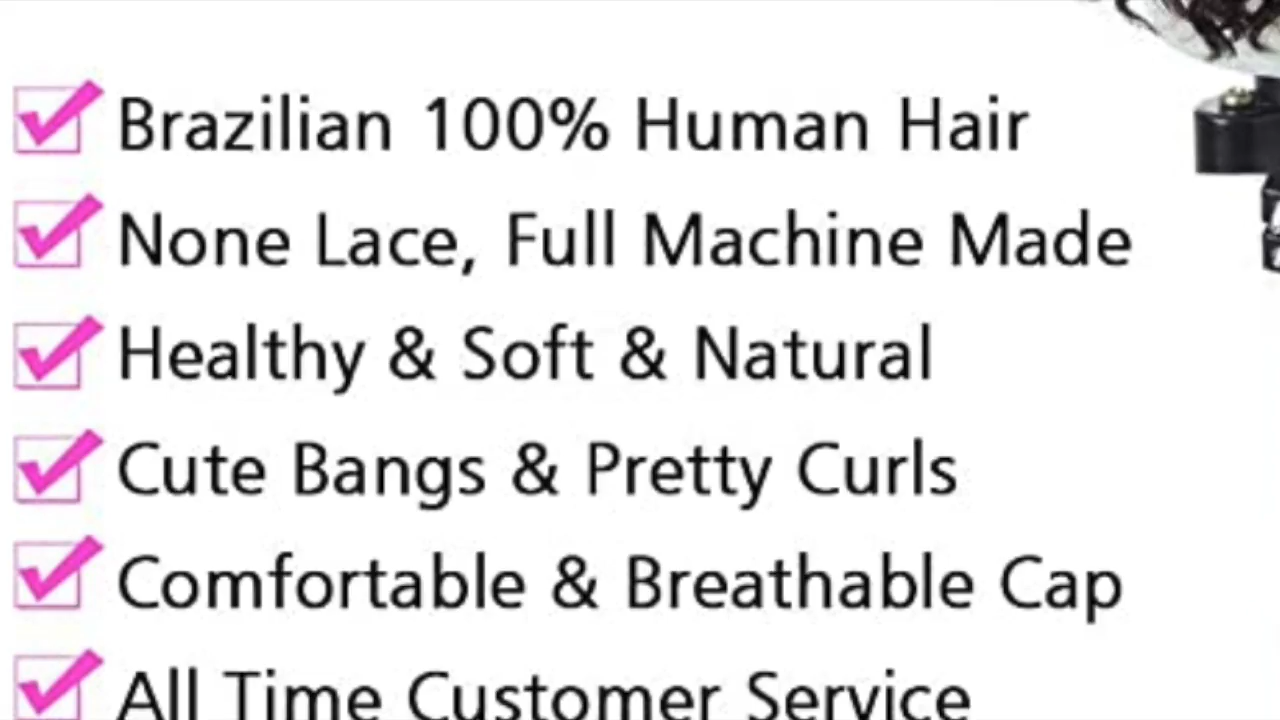 Brazilian 100% Human Hair
None Lace, Full Machine Made
Healthy & Soft & Natural
Cute Bangs & Pretty Curls
Comfortable & Breathable Cap
All Time Customer Service